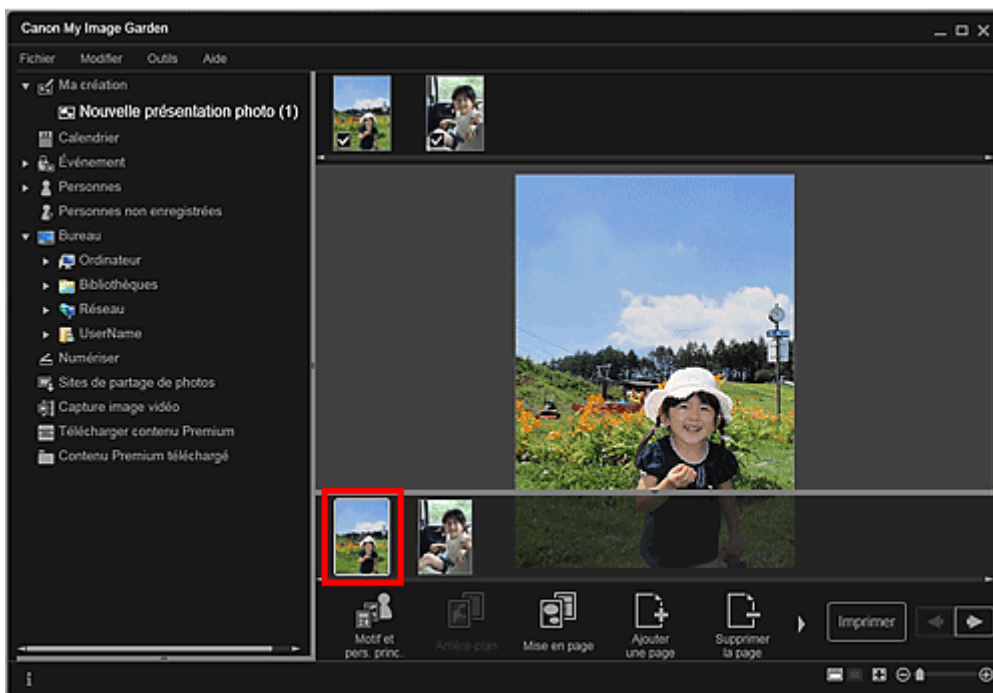 Canon My Image Garden
Fichier Modifier Outils Aide
Ma création
Nouvelle présentation photo (1)
Calendrier
Événement
Personnes
Personnes non enregistrées
Bureau
Ordinateur
Bibliothèques
Réseau
UserName
Numériser
Sites de partage de photos
Capture image vidéo
Télécharger contenu Premium
Contenu Premium téléchargé
Motif et
pers. princ.
Arrière-plan
Mise en page
Ajouter
une page
Supprimer
la page
Imprimer